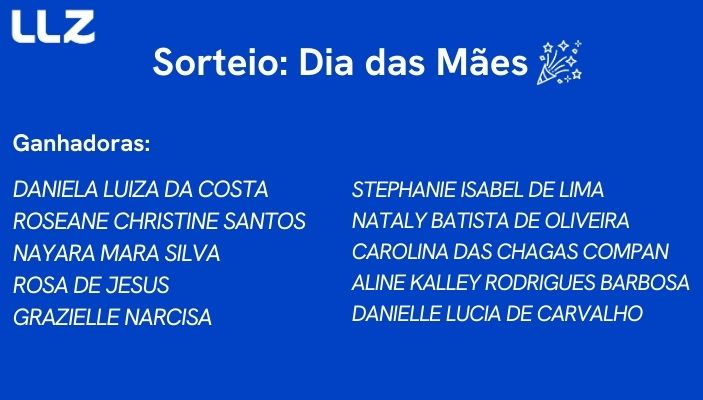 LLZ
Sorteio: Dia das Mães
Ganhadoras:
DANIELA LUIZA DA COSTA
ROSEANE CHRISTINE SANTOS
NAYARA MARA SILVA
ROSA DE JESUS
GRAZIELLE NARCISA
STEPHANIE ISABEL DE LIMA
NATALY BATISTA DE OLIVEIRA
CAROLINA DAS CHAGAS COMPAN
ALINE KALLEY RODRIGUES BARBOSA
DANIELLE LUCIA DE CARVALHO